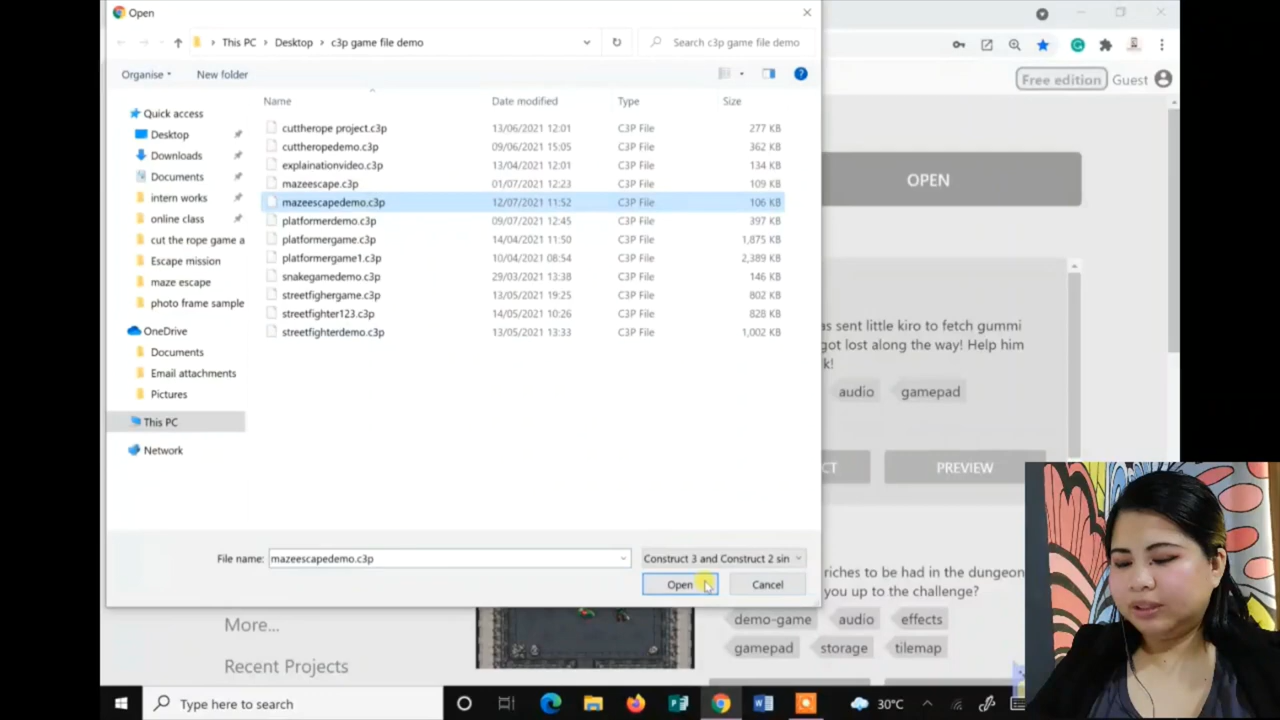 Open
This PC > Desktop > c3p game file demo
Search c3p game file demo
Organise
New folder
Free edition
Guest
Name
Date modified
Type
Size
Quick access
Desktop
Downloads
Documents
intern works
online class
cut the rope game a
Escape mission
maze escape
photo frame sample
OneDrive
Documents
Email attachments
Pictures
This PC
Network
cuttherope project.c3p 13/06/2021 12:01 C3P File 277 KB
cuttheropedemo.c3p 09/06/2021 15:05 C3P File 362 KB
explainationvideo.c3p 13/04/2021 12:01 C3P File 134 KB
mazeescape.c3p 01/07/2021 12:23 C3P File 109 KB
mazeescapedemo.c3p 12/07/2021 11:52 C3P File 106 KB
platformerdemo.c3p 09/07/2021 12:45 C3P File 397 KB
platformergame.c3p 14/04/2021 11:50 C3P File 1,875 KB
platformergame1.c3p 10/04/2021 08:54 C3P File 2,389 KB
snakegamedemo.c3p 29/03/2021 13:38 C3P File 146 KB
streetfighergame.c3p 13/05/2021 19:25 C3P File 802 KB
streetfighter123.c3p 14/05/2021 10:26 C3P File 828 KB
streetfighterdemo.c3p 13/05/2021 13:33 C3P File 1,002 KB
File name: mazeescapedemo.c3p
Construct 3 and Construct 2 sin
Open
Cancel
OPEN
as sent little kiro to fetch gummi
got lost along the way! Help him
k!
audio
gamepad
CT
PREVIEW
riches to be had in the dungeon
you up to the challenge?
demo-game
audio
effects
gamepad
storage
tilemap
More...
Recent Projects
Type here to search
30°C